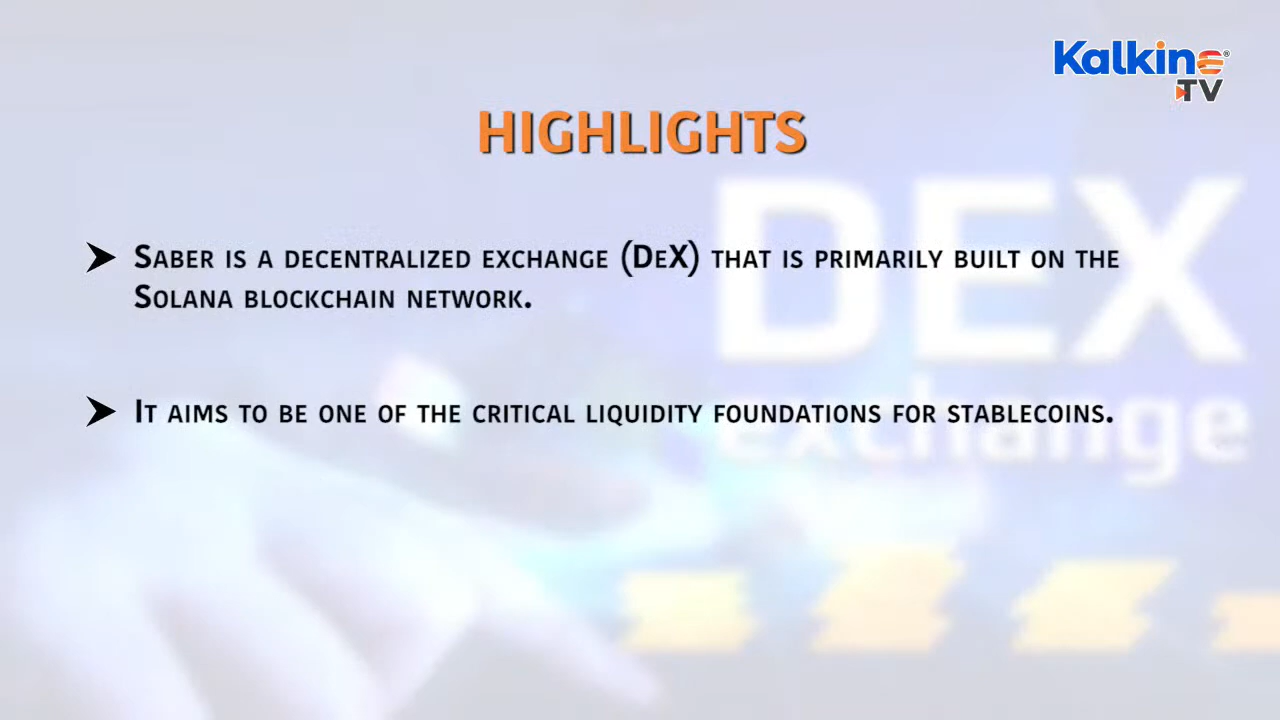 Kalkine®
TV
HIGHLIGHTS
DEX
exchange
➤ Saber is a decentralized exchange (DeX) that is primarily built on the
Solana blockchain network.
➤ It aims to be one of the critical liquidity foundations for stablecoins.